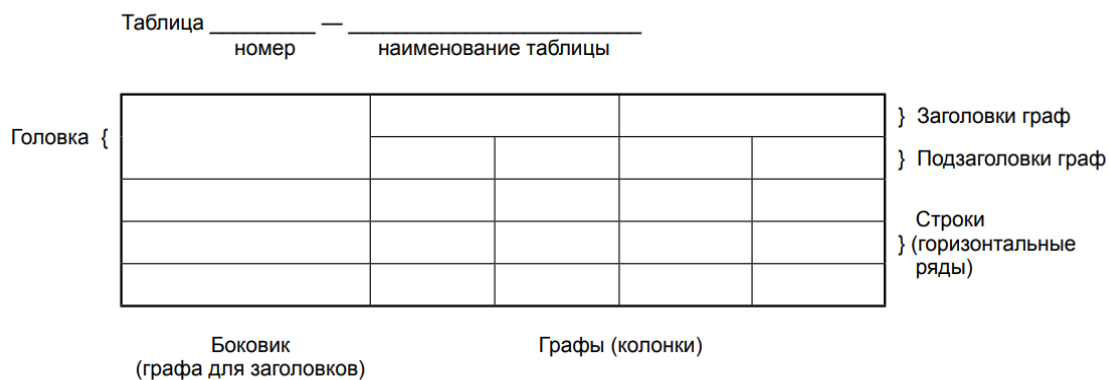 Таблица _________ — _________________________
номер наименование таблицы
Головка { } Заголовки граф
} Подзаголовки граф
Строки
} (горизонтальные
ряды)
Боковик Графы (колонки)
(графа для заголовков)